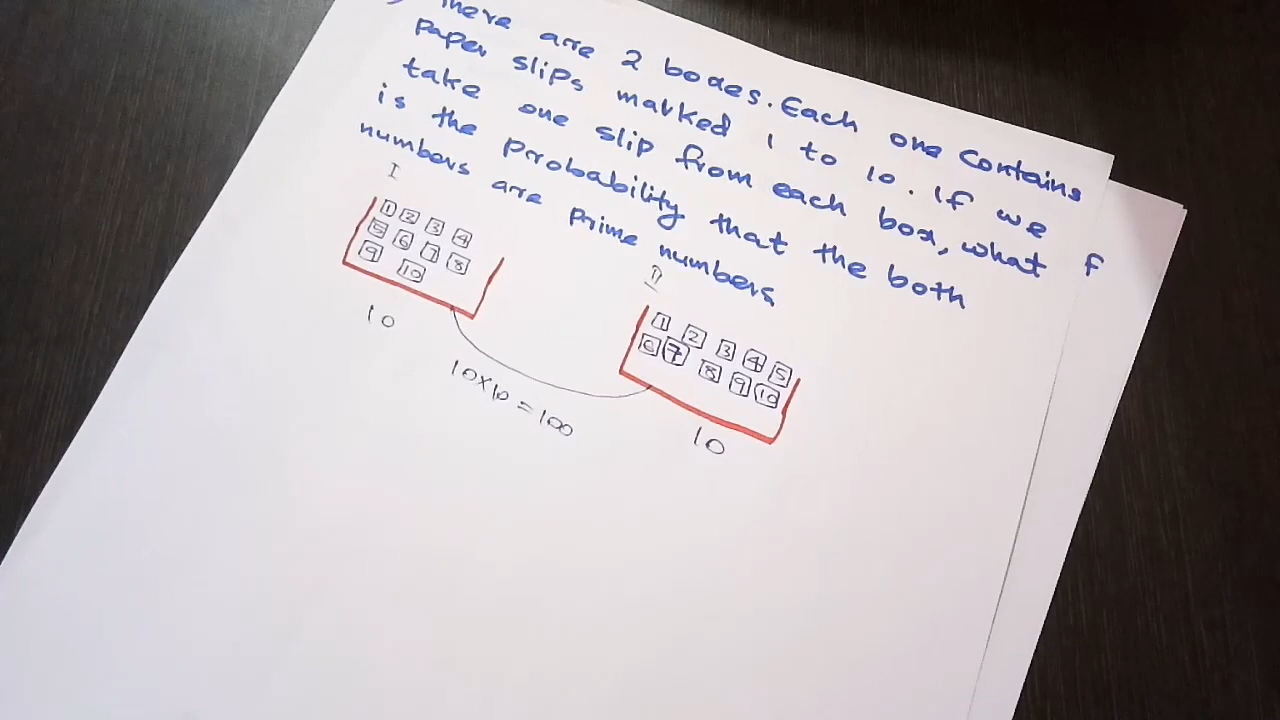 There are 2 boxes. Each one contains
paper slips marked 1 to 10. If we
take one slip from each box, what
is the probability that the both
numbers are prime numbers
I
1 2 3 4
5 6 7 8
9 10
10
II
1 2 3 4 5
6 7 8 9 10
10
10×10 = 100